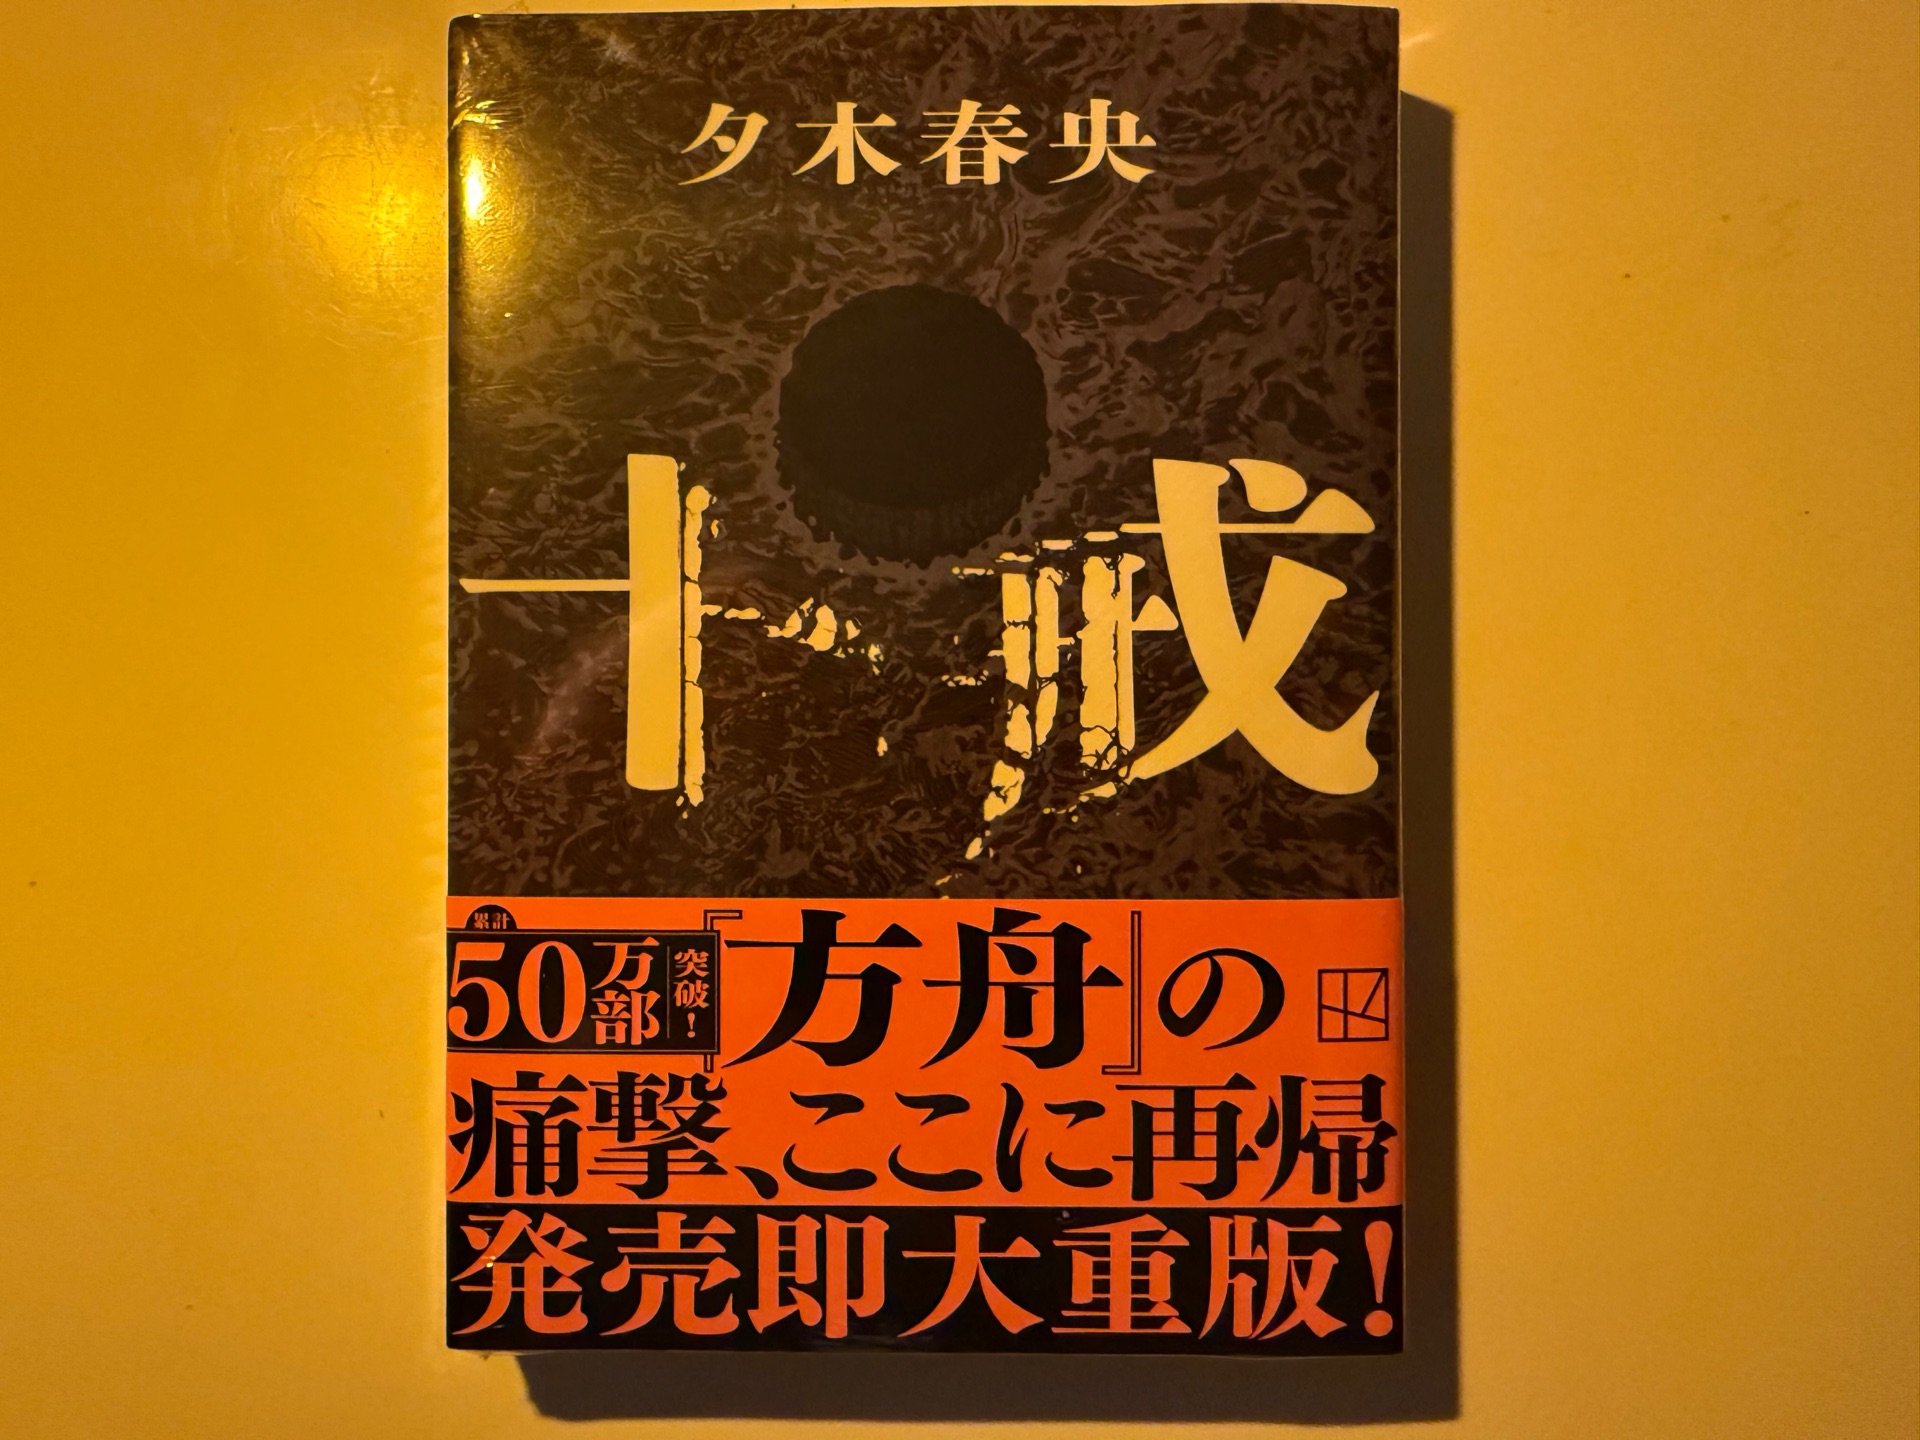 夕木春央
十戒
累計
50万部
突破!
『方舟』の
痛撃、ここに再帰
発売即大重版!